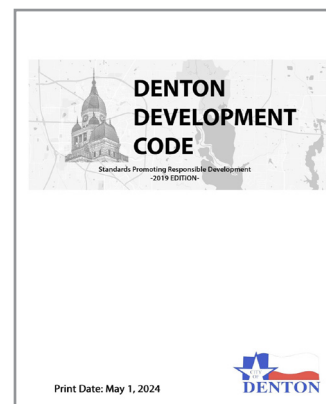 DENTON
DEVELOPMENT
CODE
Standards Promoting Responsible Development
-2019 EDITION-
Print Date: May 1, 2024
CITY
OF
DENTON